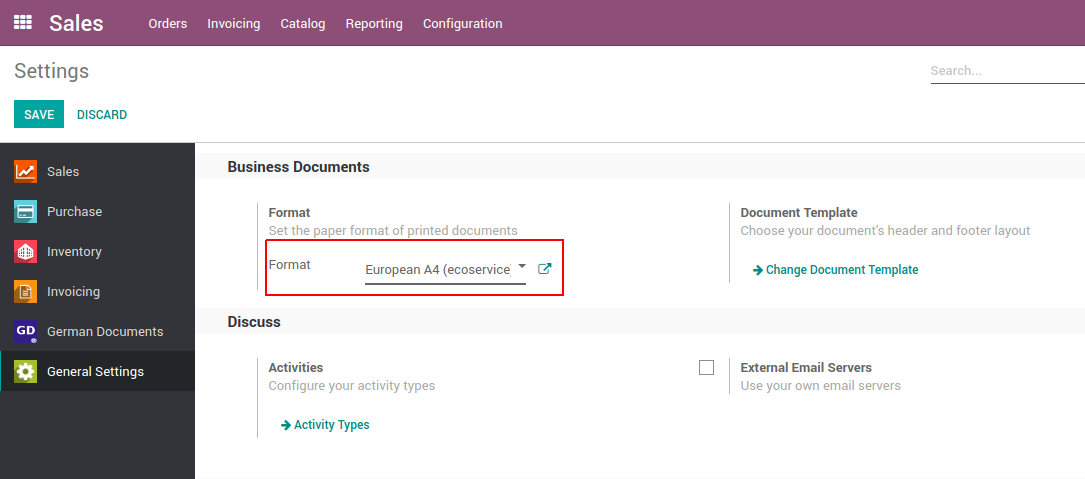 Sales
Orders
Invoicing
Catalog
Reporting
Configuration
Settings
Search...
SAVE
DISCARD
Sales
Purchase
Inventory
Invoicing
GD
German Documents
General Settings
Business Documents
Format
Set the paper format of printed documents
Format
European A4 (ecoservice
Document Template
Choose your document's header and footer layout
Change Document Template
Discuss
Activities
Configure your activity types
Activity Types
External Email Servers
Use your own email servers